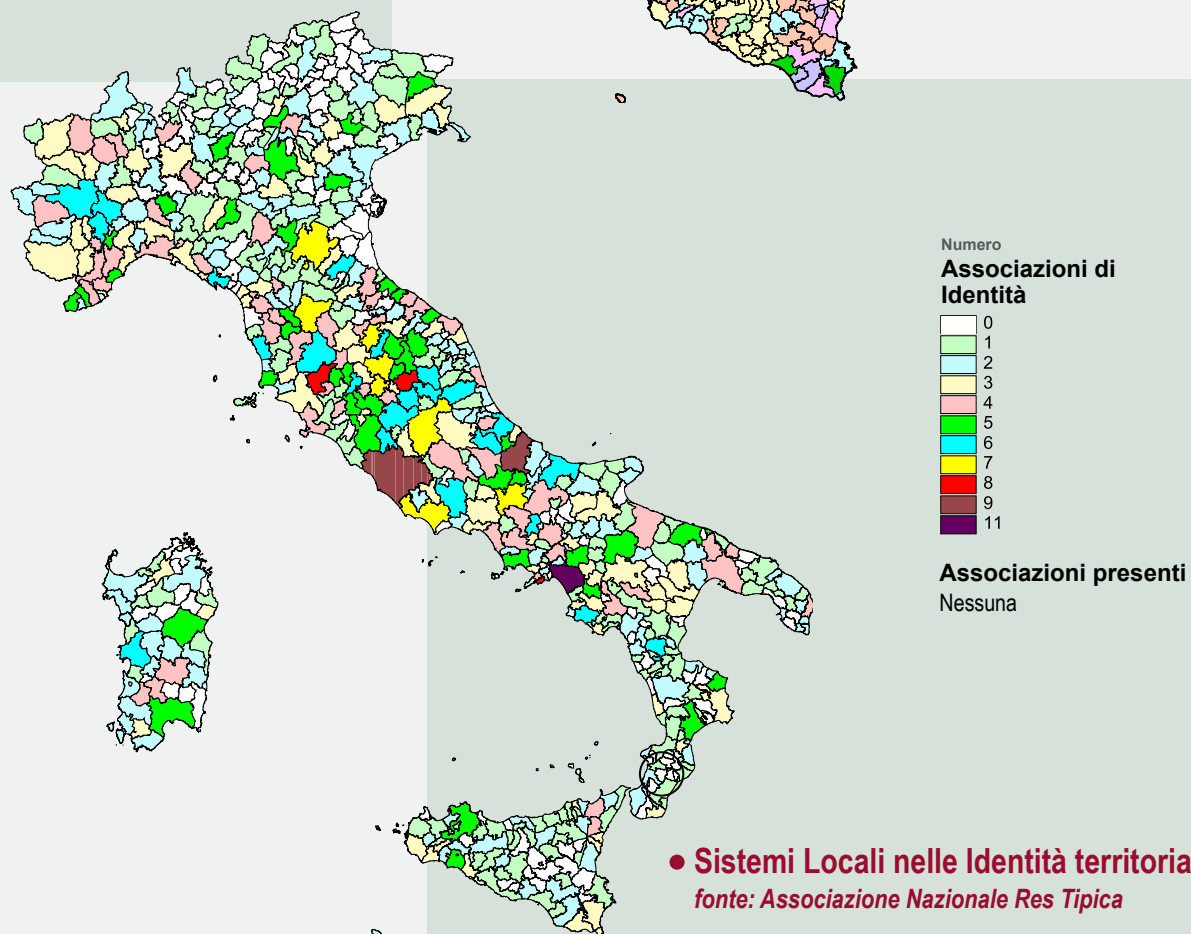 Numero
Associazioni di
Identità
0
1
2
3
4
5
6
7
8
9
11
Associazioni presenti
Nessuna
• Sistemi Locali nelle Identità territoria
fonte: Associazione Nazionale Res Tipica